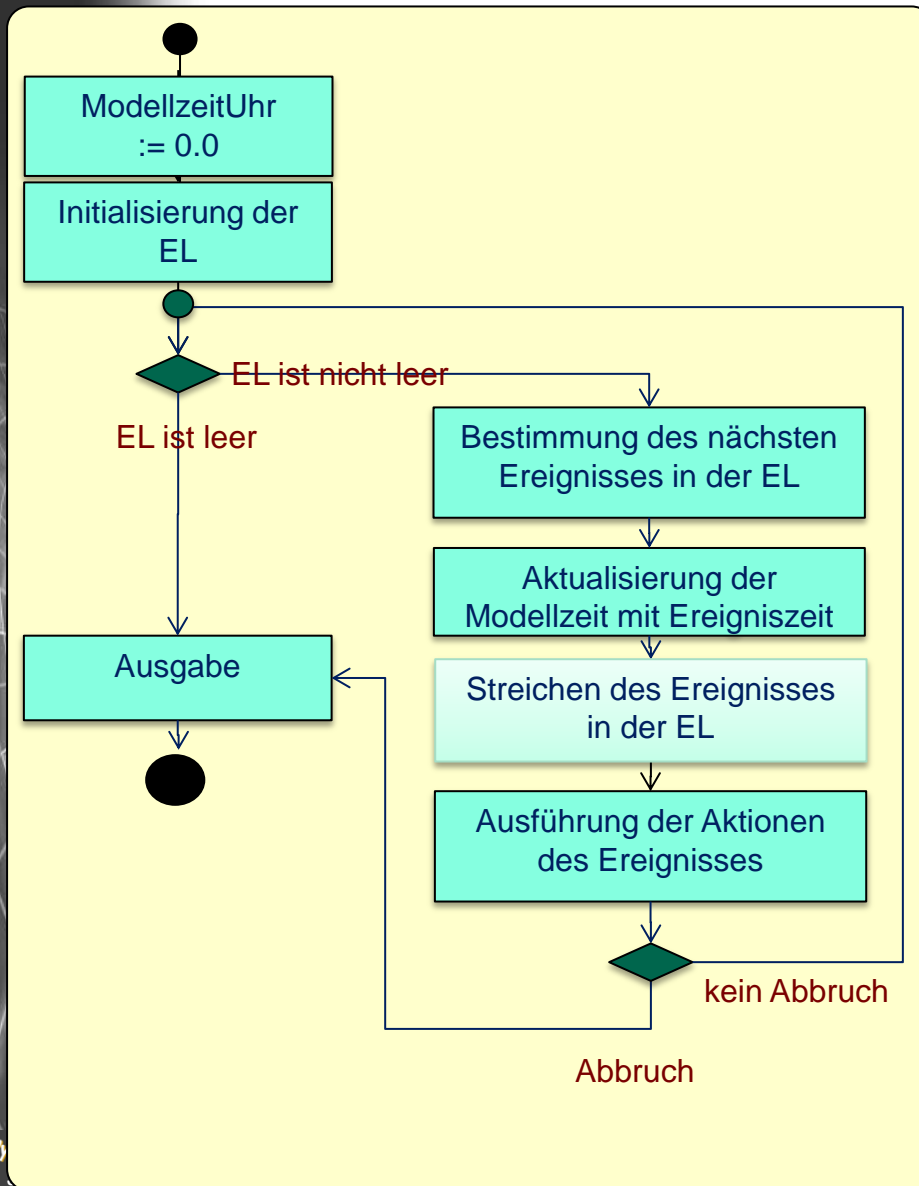 ModellzeitUhr
:= 0.0
Initialisierung der
EL
EL ist nicht leer
EL ist leer
Bestimmung des nächsten
Ereignisses in der EL
Aktualisierung der
Modellzeit mit Ereigniszeit
Ausgabe
Streichen des Ereignisses
in der EL
Ausführung der Aktionen
des Ereignisses
kein Abbruch
Abbruch